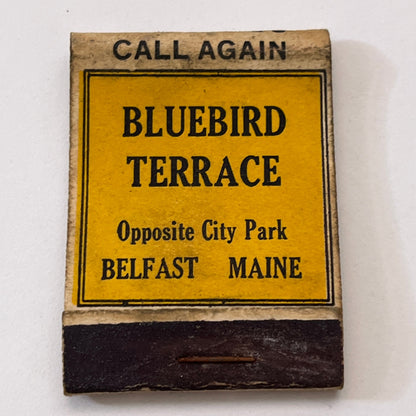 CALL AGAIN
BLUEBIRD
TERRACE
Opposite City Park
BELFAST MAINE